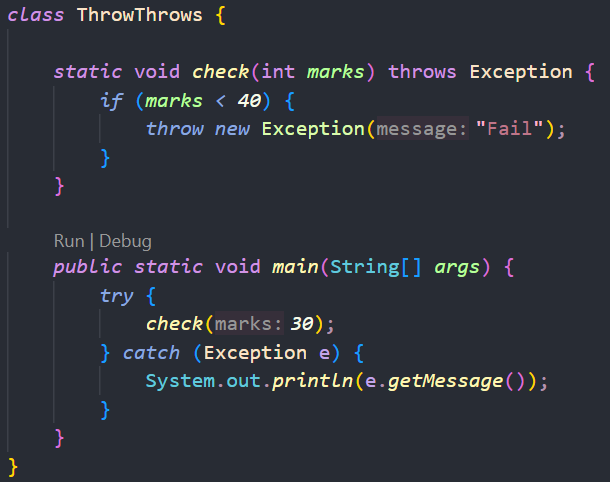 class ThrowThrows {
static void check(int marks) throws Exception {
if (marks < 40) {
throw new Exception(message: "Fail");
}
}
Run | Debug
public static void main(String[] args) {
try {
check(marks: 30);
} catch (Exception e) {
System.out.println(e.getMessage());
}
}
}